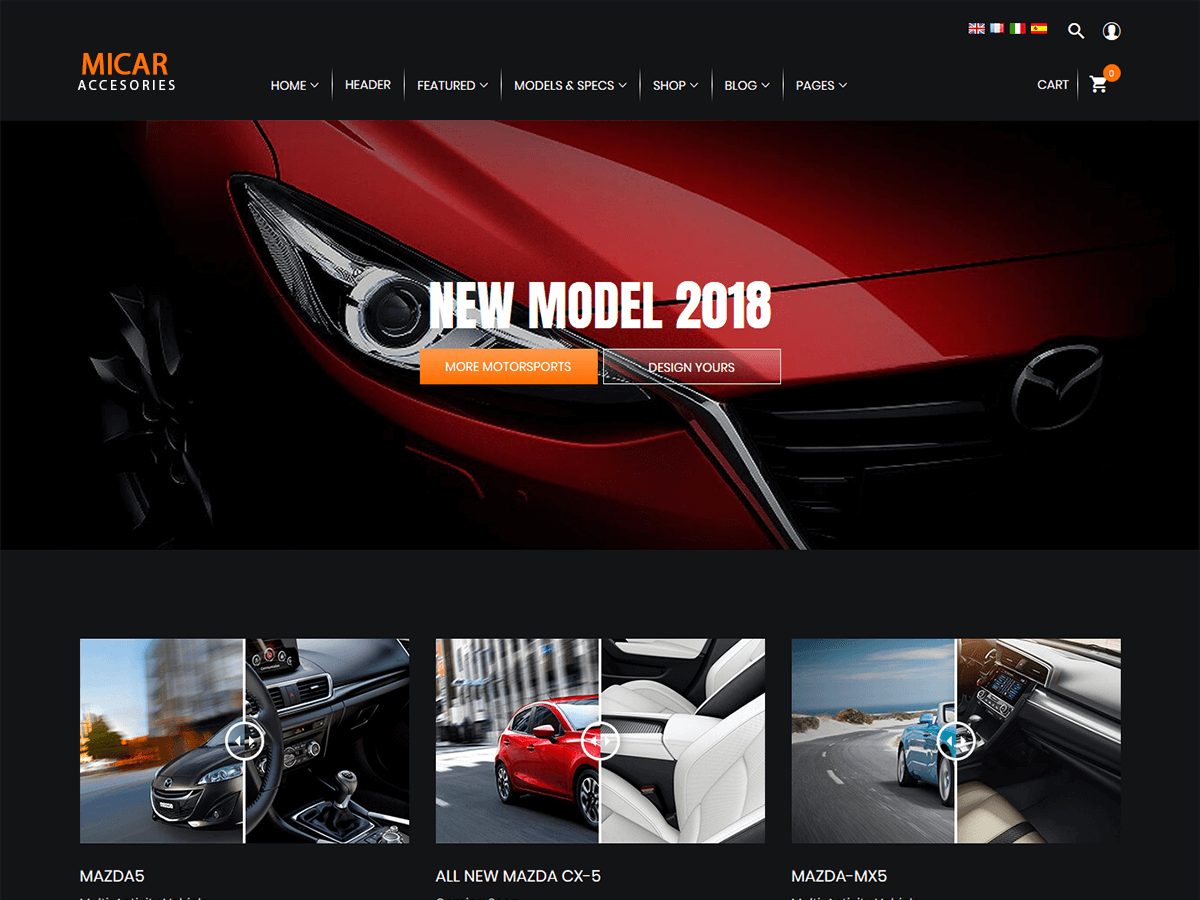 MICAR
ACCESORIES
HOME
HEADER
FEATURED
MODELS & SPECS
SHOP
BLOG
PAGES
CART
0
NEW MODEL 2018
MORE MOTORSPORTS
DESIGN YOURS
MAZDA5
ALL NEW MAZDA CX-5
MAZDA-MX5